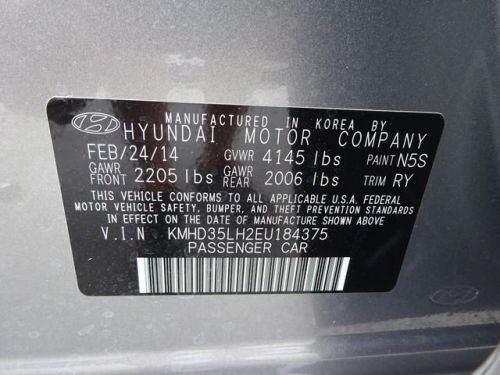 MANUFACTURED IN KOREA BY
HYUNDAI MOTOR COMPANY
FEB/24/14 GVWR 4145 lbs PAINT N5S
GAWR FRONT 2205 lbs GAWR REAR 2006 lbs TRIM RY
THIS VEHICLE CONFORMS TO ALL APPLICABLE U.S.A. FEDERAL
MOTOR VEHICLE SAFETY, BUMPER, AND THEFT PREVENTION STANDARDS
IN EFFECT ON THE DATE OF MANUFACTURE SHOWN ABOVE.
V.I.N KMHD35LH2EU184375
PASSENGER CAR